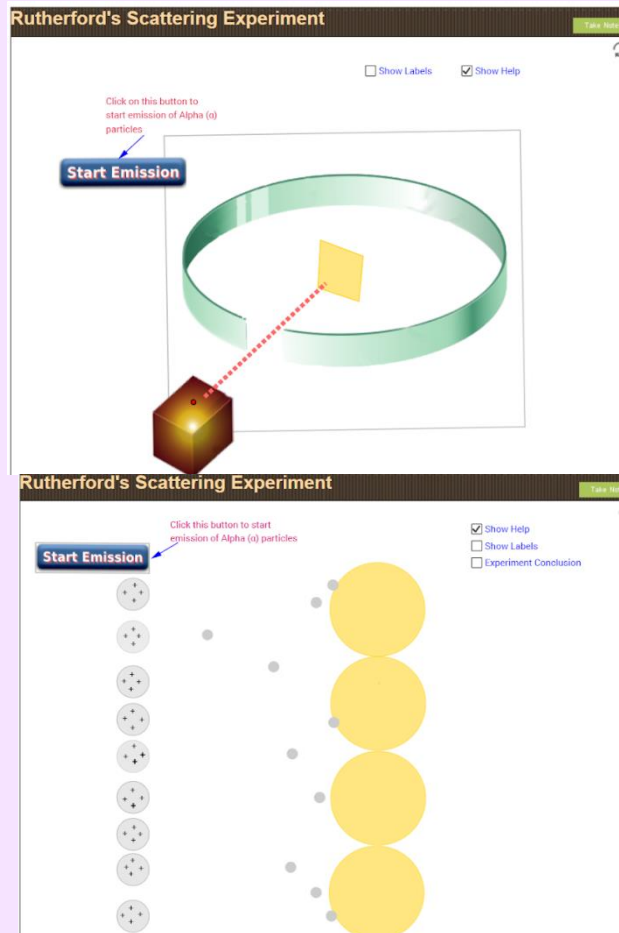 Rutherford's Scattering Experiment
Take Note
Show Labels
Show Help
Click on this button to
start emission of Alpha (α)
particles
Start Emission
Rutherford's Scattering Experiment
Take
Click this button to start
emission of Alpha (α) particles
Show Help
Start Emission
Show Labels
Experiment Conclusion